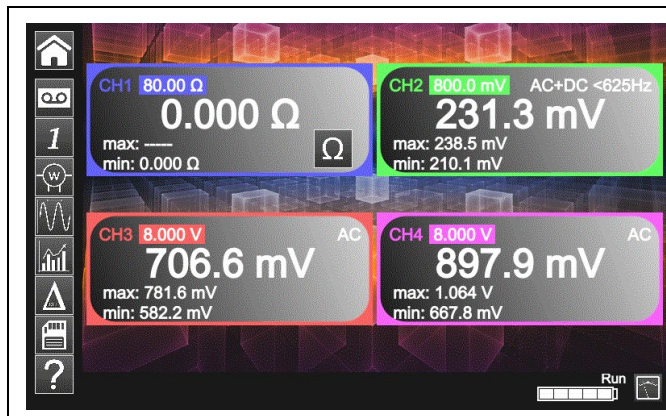 CH1 80.00 Ω
0.000 Ω
max: -----
min: 0.000 Ω
Ω
CH2 800.0 mV AC+DC <625Hz
231.3 mV
max: 238.5 mV
min: 210.1 mV
1
W
CH3 8.000 V AC
706.6 mV
max: 781.6 mV
min: 582.2 mV
CH4 8.000 V AC
897.9 mV
max: 1.064 V
min: 667.8 mV
Δ
?
Run